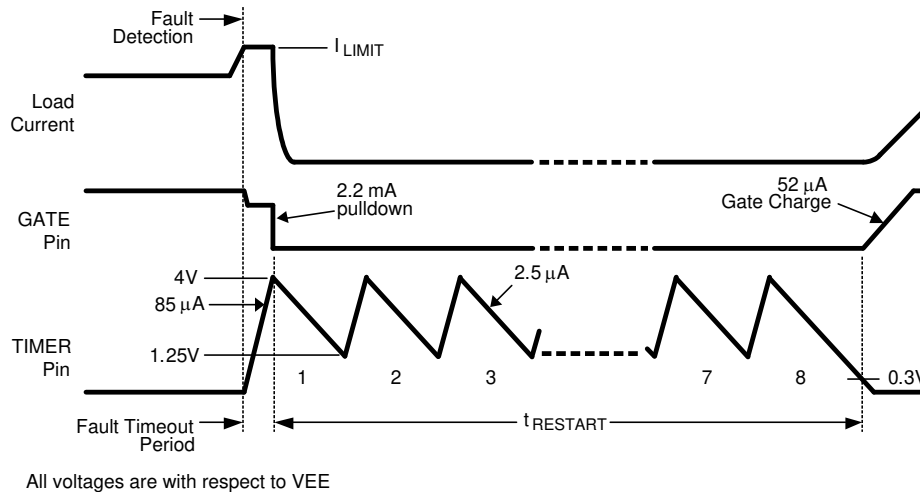 Fault
Detection
I LIMIT
Load
Current
2.2 mA
pulldown
52 μA
Gate Charge
GATE
Pin
4V
2.5 μA
85 μA
TIMER
Pin
1.25V
1
2
3
7
8
0.3V
Fault Timeout
Period
t RESTART
All voltages are with respect to VEE